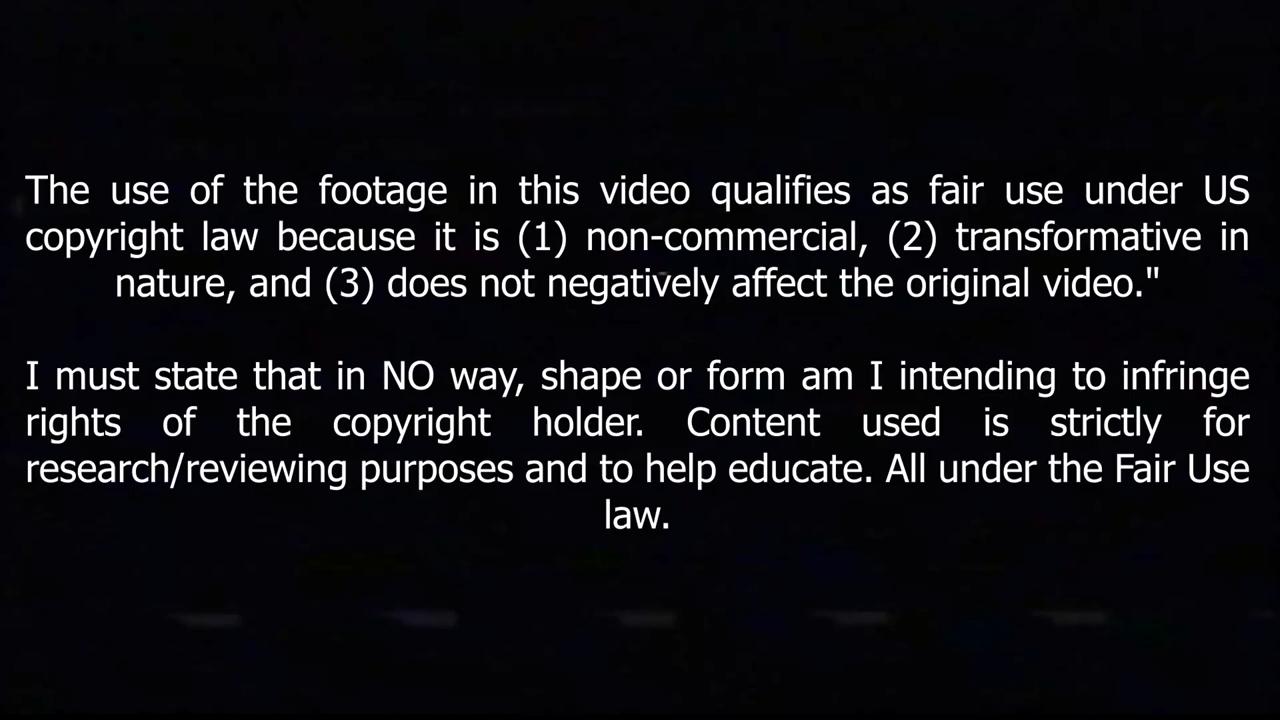 The use of the footage in this video qualifies as fair use under US
copyright law because it is (1) non-commercial, (2) transformative in
nature, and (3) does not negatively affect the original video."
I must state that in NO way, shape or form am I intending to infringe
rights of the copyright holder. Content used is strictly for
research/reviewing purposes and to help educate. All under the Fair Use
law.